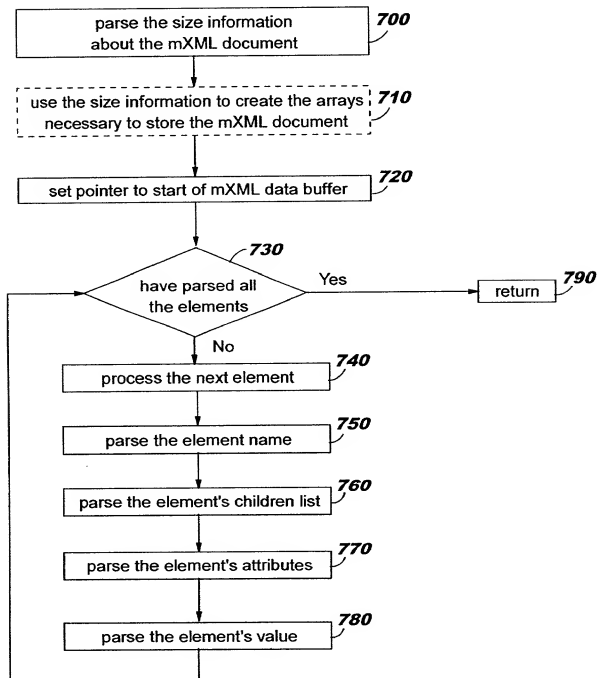 parse the size information
about the mXML document
700
use the size information to create the arrays
necessary to store the mXML document
710
set pointer to start of mXML data buffer
720
730
have parsed all
the elements
Yes
return
790
No
process the next element
740
parse the element name
750
parse the element's children list
760
parse the element's attributes
770
parse the element's value
780